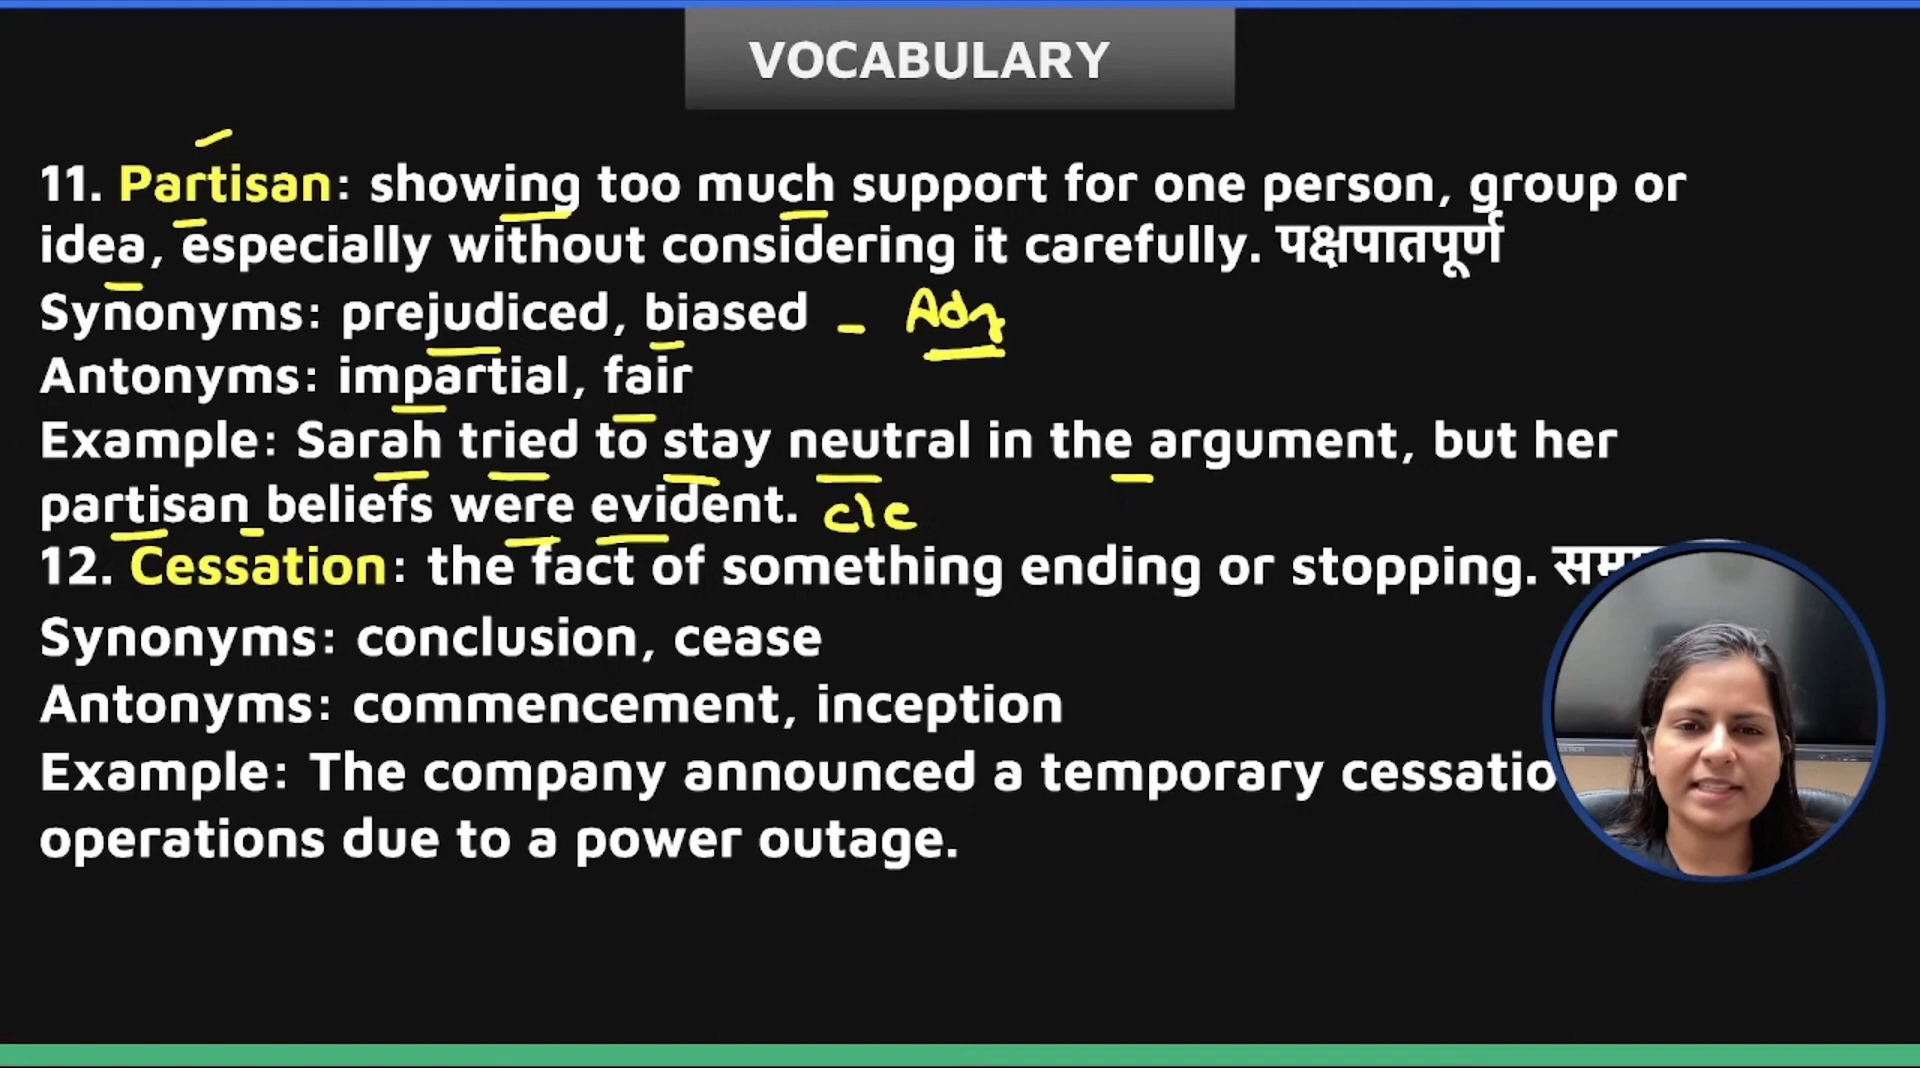 VOCABULARY
11. Partisan: showing too much support for one person, group or
idea, especially without considering it carefully. पक्षपातपूर्ण
Synonyms: prejudiced, biased - Adj
Antonyms: impartial, fair
Example: Sarah tried to stay neutral in the argument, but her
partisan beliefs were evident.
12. Cessation: the fact of something ending or stopping.
Synonyms: conclusion, cease
Antonyms: commencement, inception
Example: The company announced a temporary
operations due to a power outage.